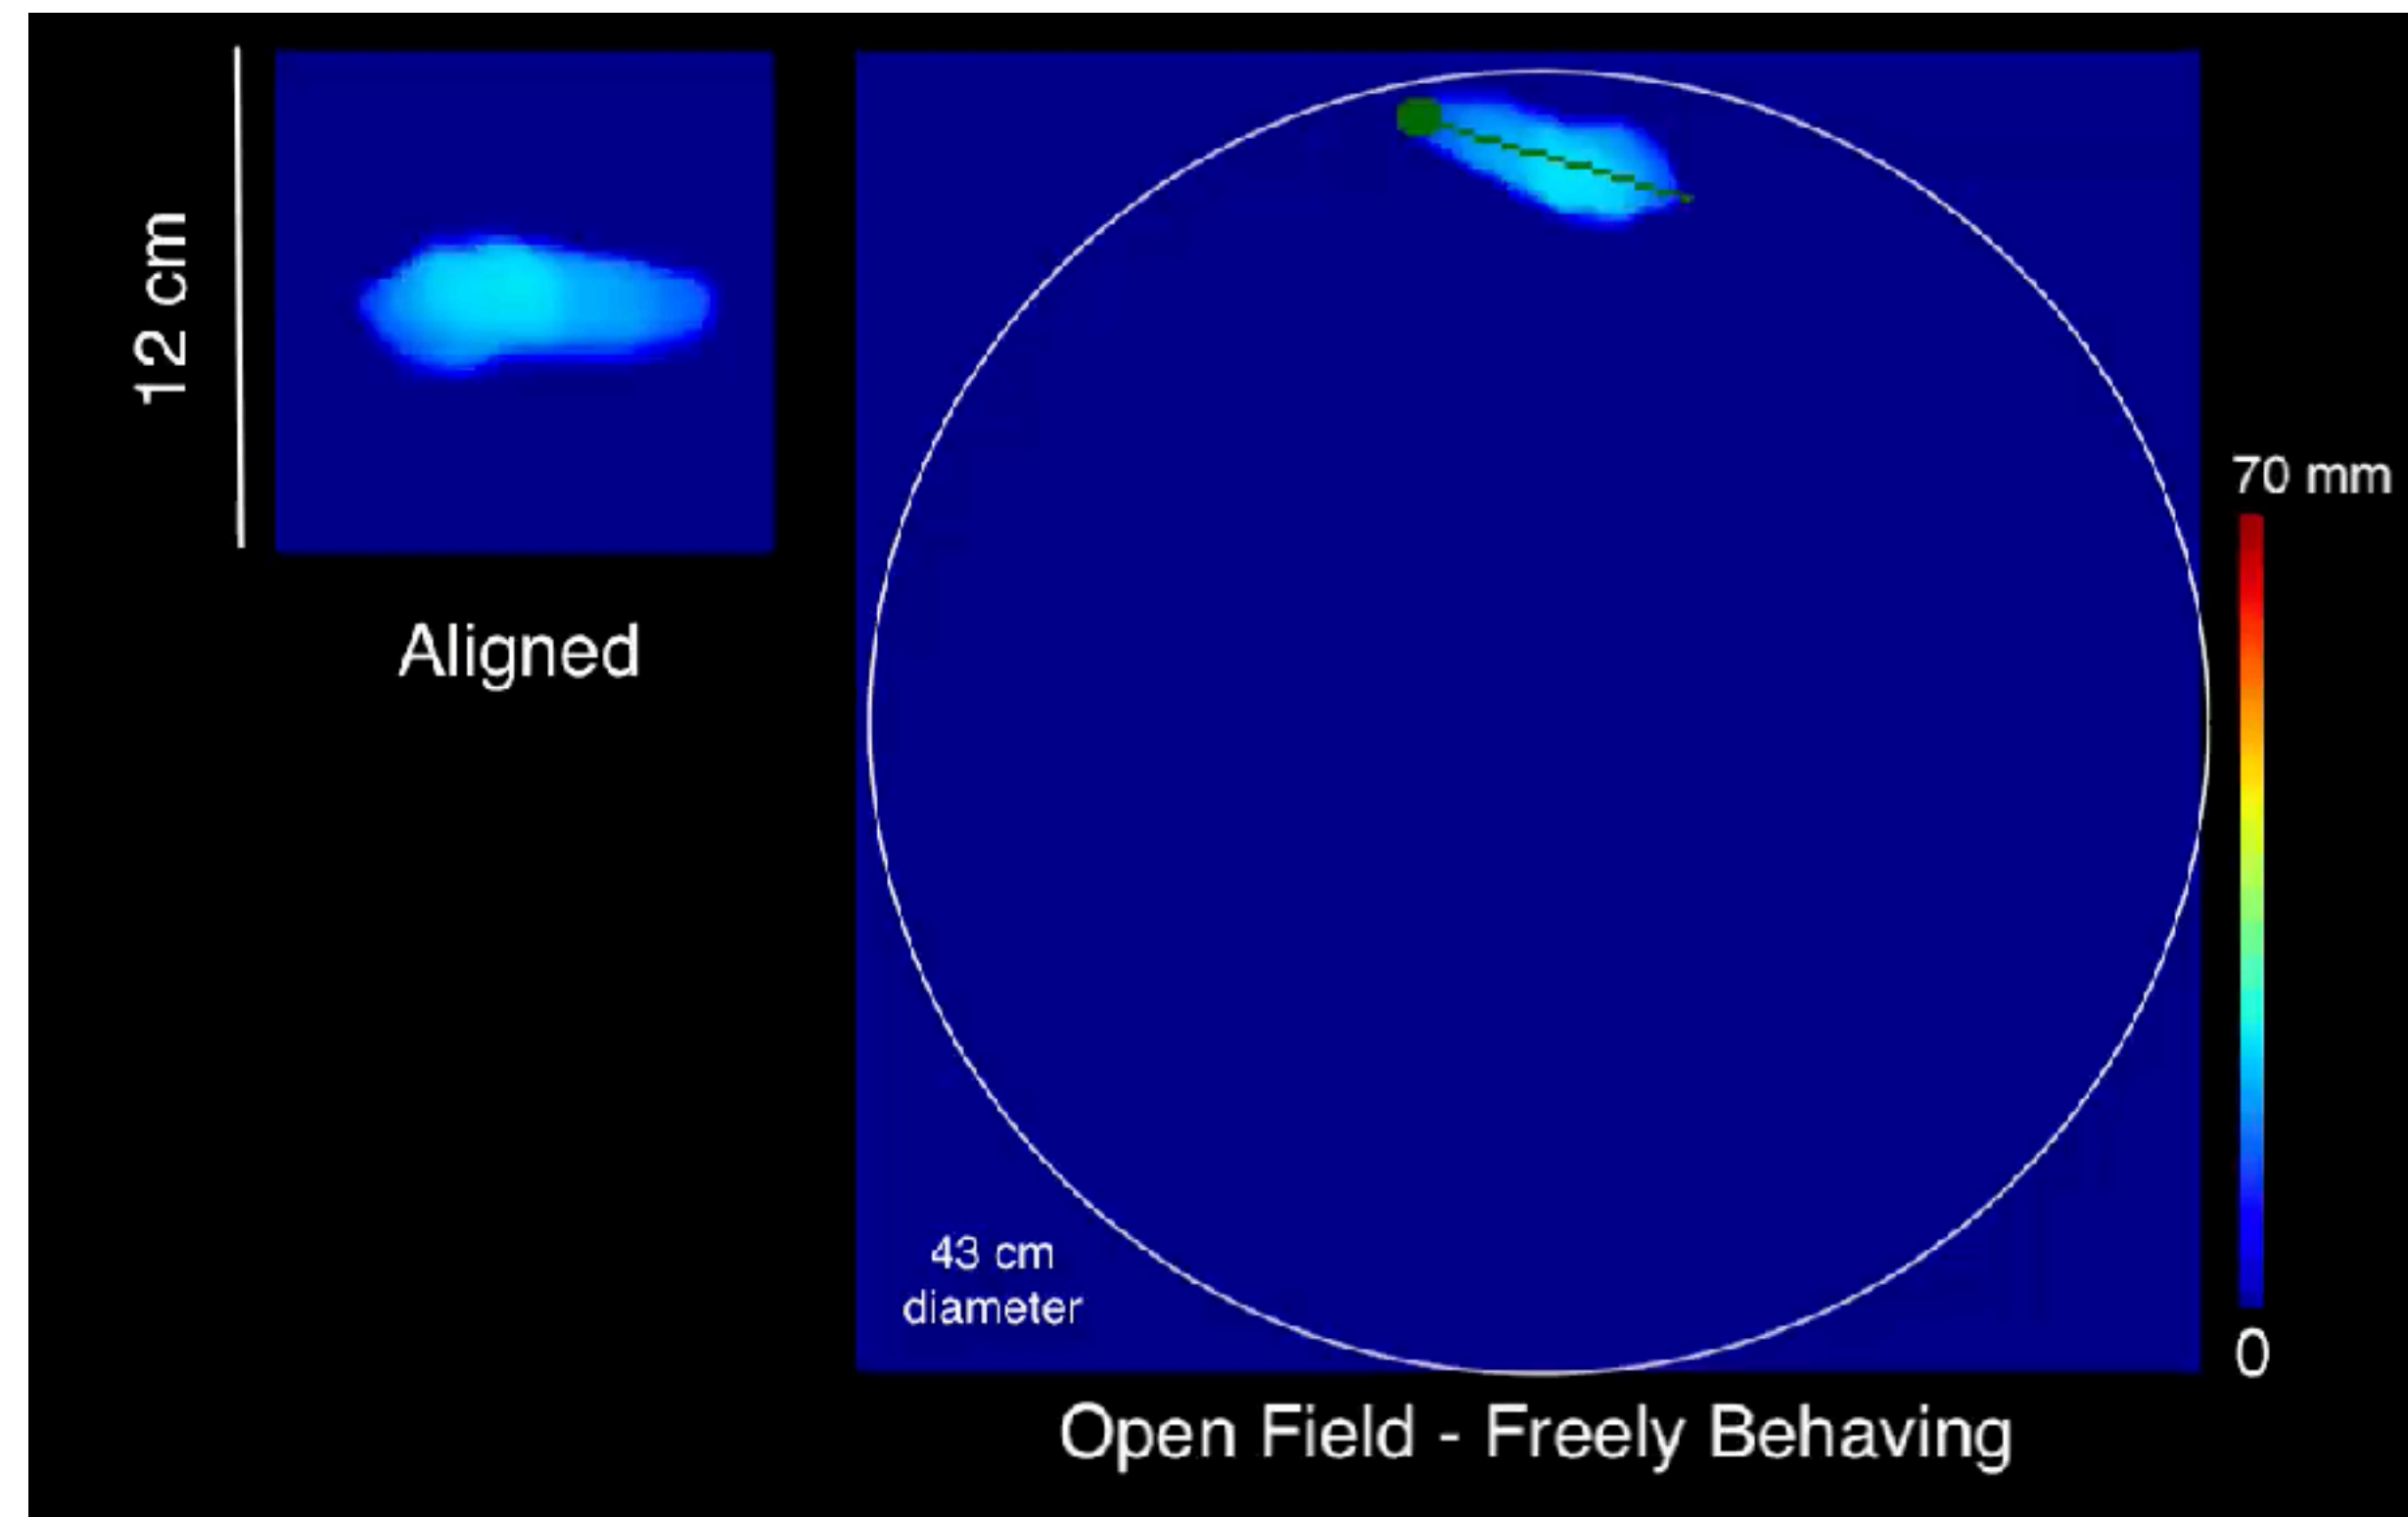 12 cm
Aligned
70 mm
0
43 cm
diameter
Open Field - Freely Behaving